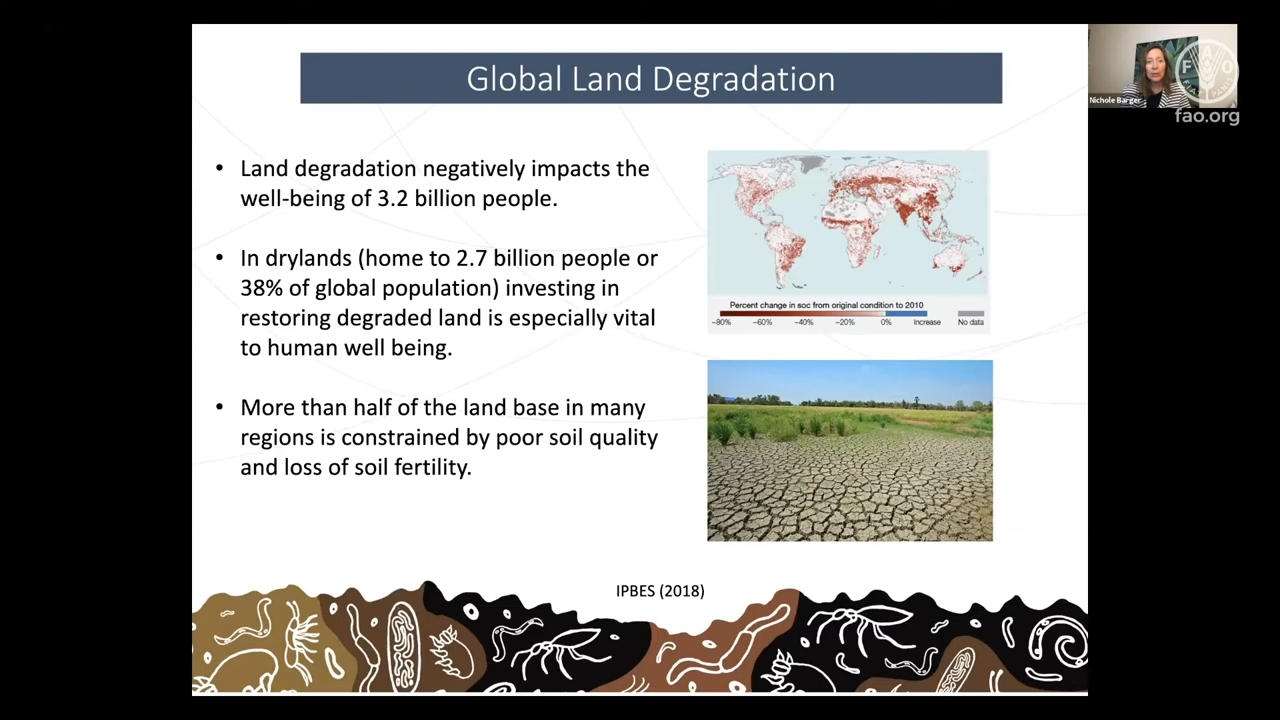 Global Land Degradation
• Land degradation negatively impacts the
well-being of 3.2 billion people.
• In drylands (home to 2.7 billion people or
38% of global population) investing in
restoring degraded land is especially vital
to human well being.
• More than half of the land base in many
regions is constrained by poor soil quality
and loss of soil fertility.
Percent change in soc from original condition to 2010
-80% -60% -40% -20% 0% Increase No data
IPBES (2018)
Nichole Barger
F A O
FIAT PANIS
fao.org